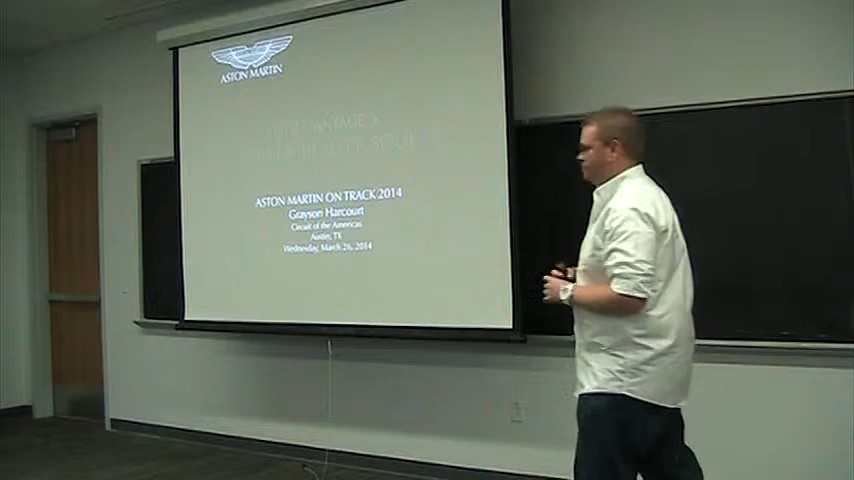 ASTON MARTIN
ASTON MARTIN ON TRACK 2014
Grayson Harcourt
Circuit of the Americas
Austin, TX
Wednesday, March 26, 2014